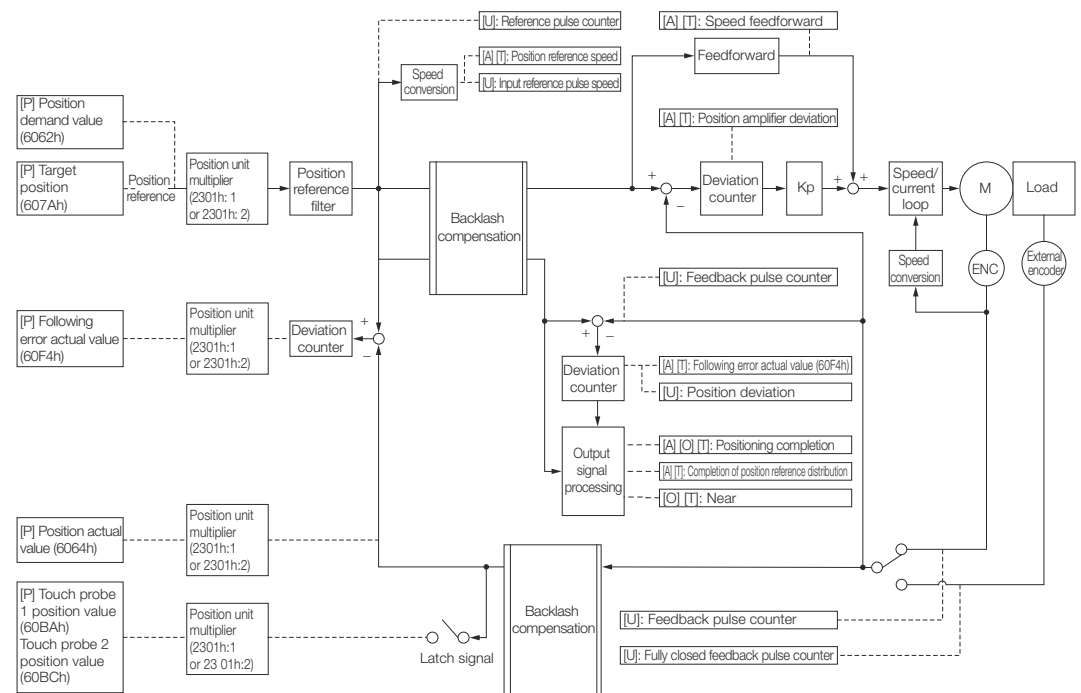 [U]: Reference pulse counter
[A] [T]: Speed feedforward
[A] [T]: Position reference speed
Feedforward
Speed
conversion
[U]: Input reference pulse speed
[P] Position
demand value
(6062h)
[A] [T]: Position amplifier deviation
[P] Target
position
(607Ah)
Position
reference
Position unit
multiplier
(2301h: 1
or 2301h: 2)
Position
reference
filter
Backlash
compensation
+
−
Deviation
counter
Kp
+
+
Speed/
current
loop
M
Load
Speed
conversion
ENC
External
encoder
[U]: Feedback pulse counter
[P] Following
error actual value
(60F4h)
Position unit
multiplier
(2301h:1
or 2301h:2)
Deviation
counter
+
−
+
−
Deviation
counter
[A] [T]: Following error actual value (60F4h)
[U]: Position deviation
Output
signal
processing
[A] [O] [T]: Positioning completion
[A] [T]: Completion of position reference distribution
[O] [T]: Near
[P] Position actual
value (6064h)
Position unit
multiplier
(2301h:1
or 2301h:2)
[P] Touch probe
1 position value
(60BAh)
Touch probe 2
position value
(60BCh)
Position unit
multiplier
(2301h:1
or 23 01h:2)
Latch signal
Backlash
compensation
[U]: Feedback pulse counter
[U]: Fully closed feedback pulse counter